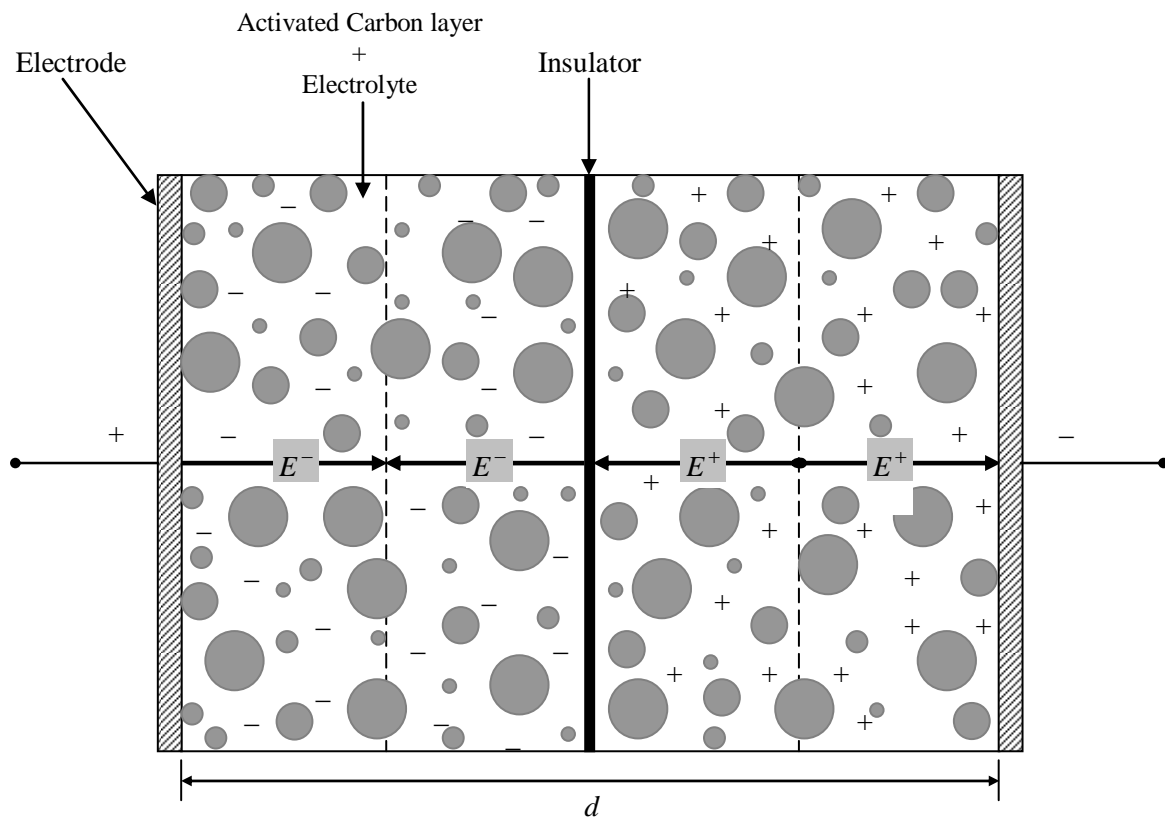 Activated Carbon layer
+
Electrolyte
Electrode
Insulator
+
−
E⁻
E⁻
E⁺
E⁺
d